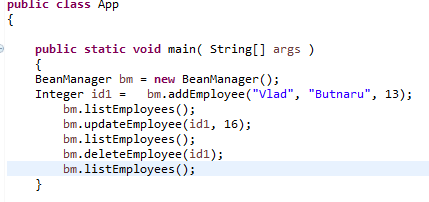 public class App
{
public static void main( String[] args )
{
BeanManager bm = new BeanManager();
Integer id1 =   bm.addEmployee("Vlad", "Butnaru", 13);
bm.listEmployees();
bm.updateEmployee(id1, 16);
bm.listEmployees();
bm.deleteEmployee(id1);
bm.listEmployees();
}